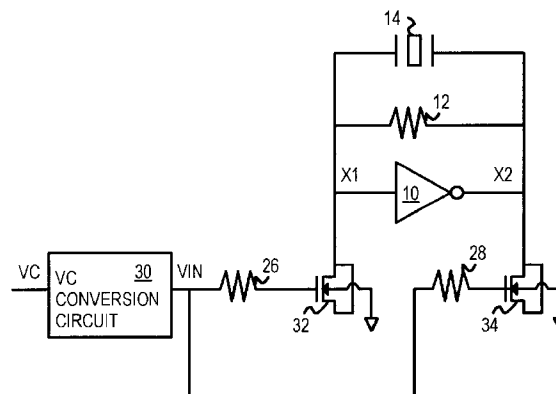 14
12
X1
10
X2
VC
VC 30
CONVERSION
CIRCUIT
VIN
26
28
32
34